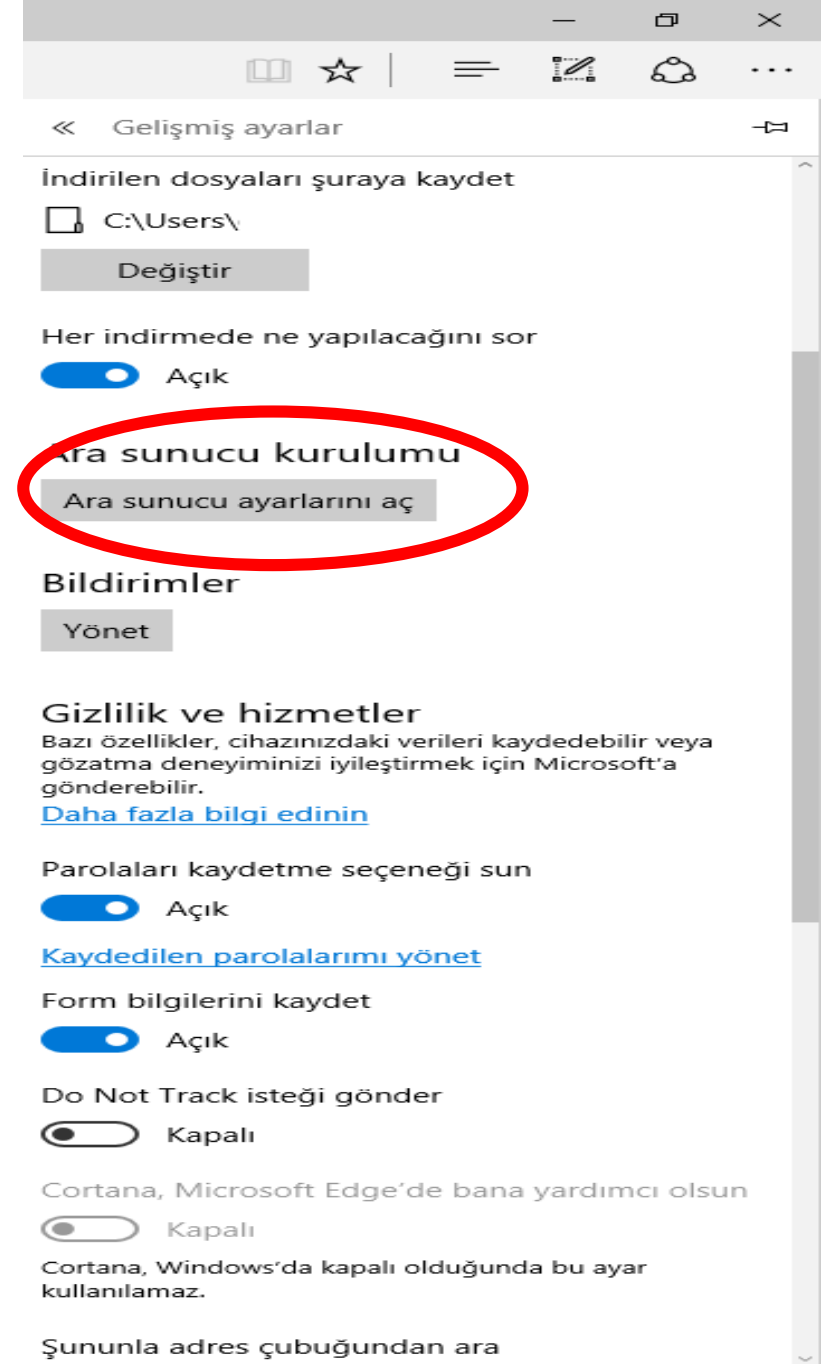 Gelişmiş ayarlar
İndirilen dosyaları şuraya kaydet
C:\Users\
Değiştir
Her indirmede ne yapılacağını sor
Açık
Ara sunucu kurulumu
Ara sunucu ayarlarını aç
Bildirimler
Yönet
Gizlilik ve hizmetler
Bazı özellikler, cihazınızdaki verileri kaydedebilir veya
gözatma deneyiminizi iyileştirmek için Microsoft'a
gönderebilir.
Daha fazla bilgi edinin
Parolaları kaydetme seçeneği sun
Açık
Kaydedilen parolalarımı yönet
Form bilgilerini kaydet
Açık
Do Not Track isteği gönder
Kapalı
Cortana, Microsoft Edge'de bana yardımcı olsun
Kapalı
Cortana, Windows'da kapalı olduğunda bu ayar
kullanılamaz.
Şununla adres çubuğundan ara